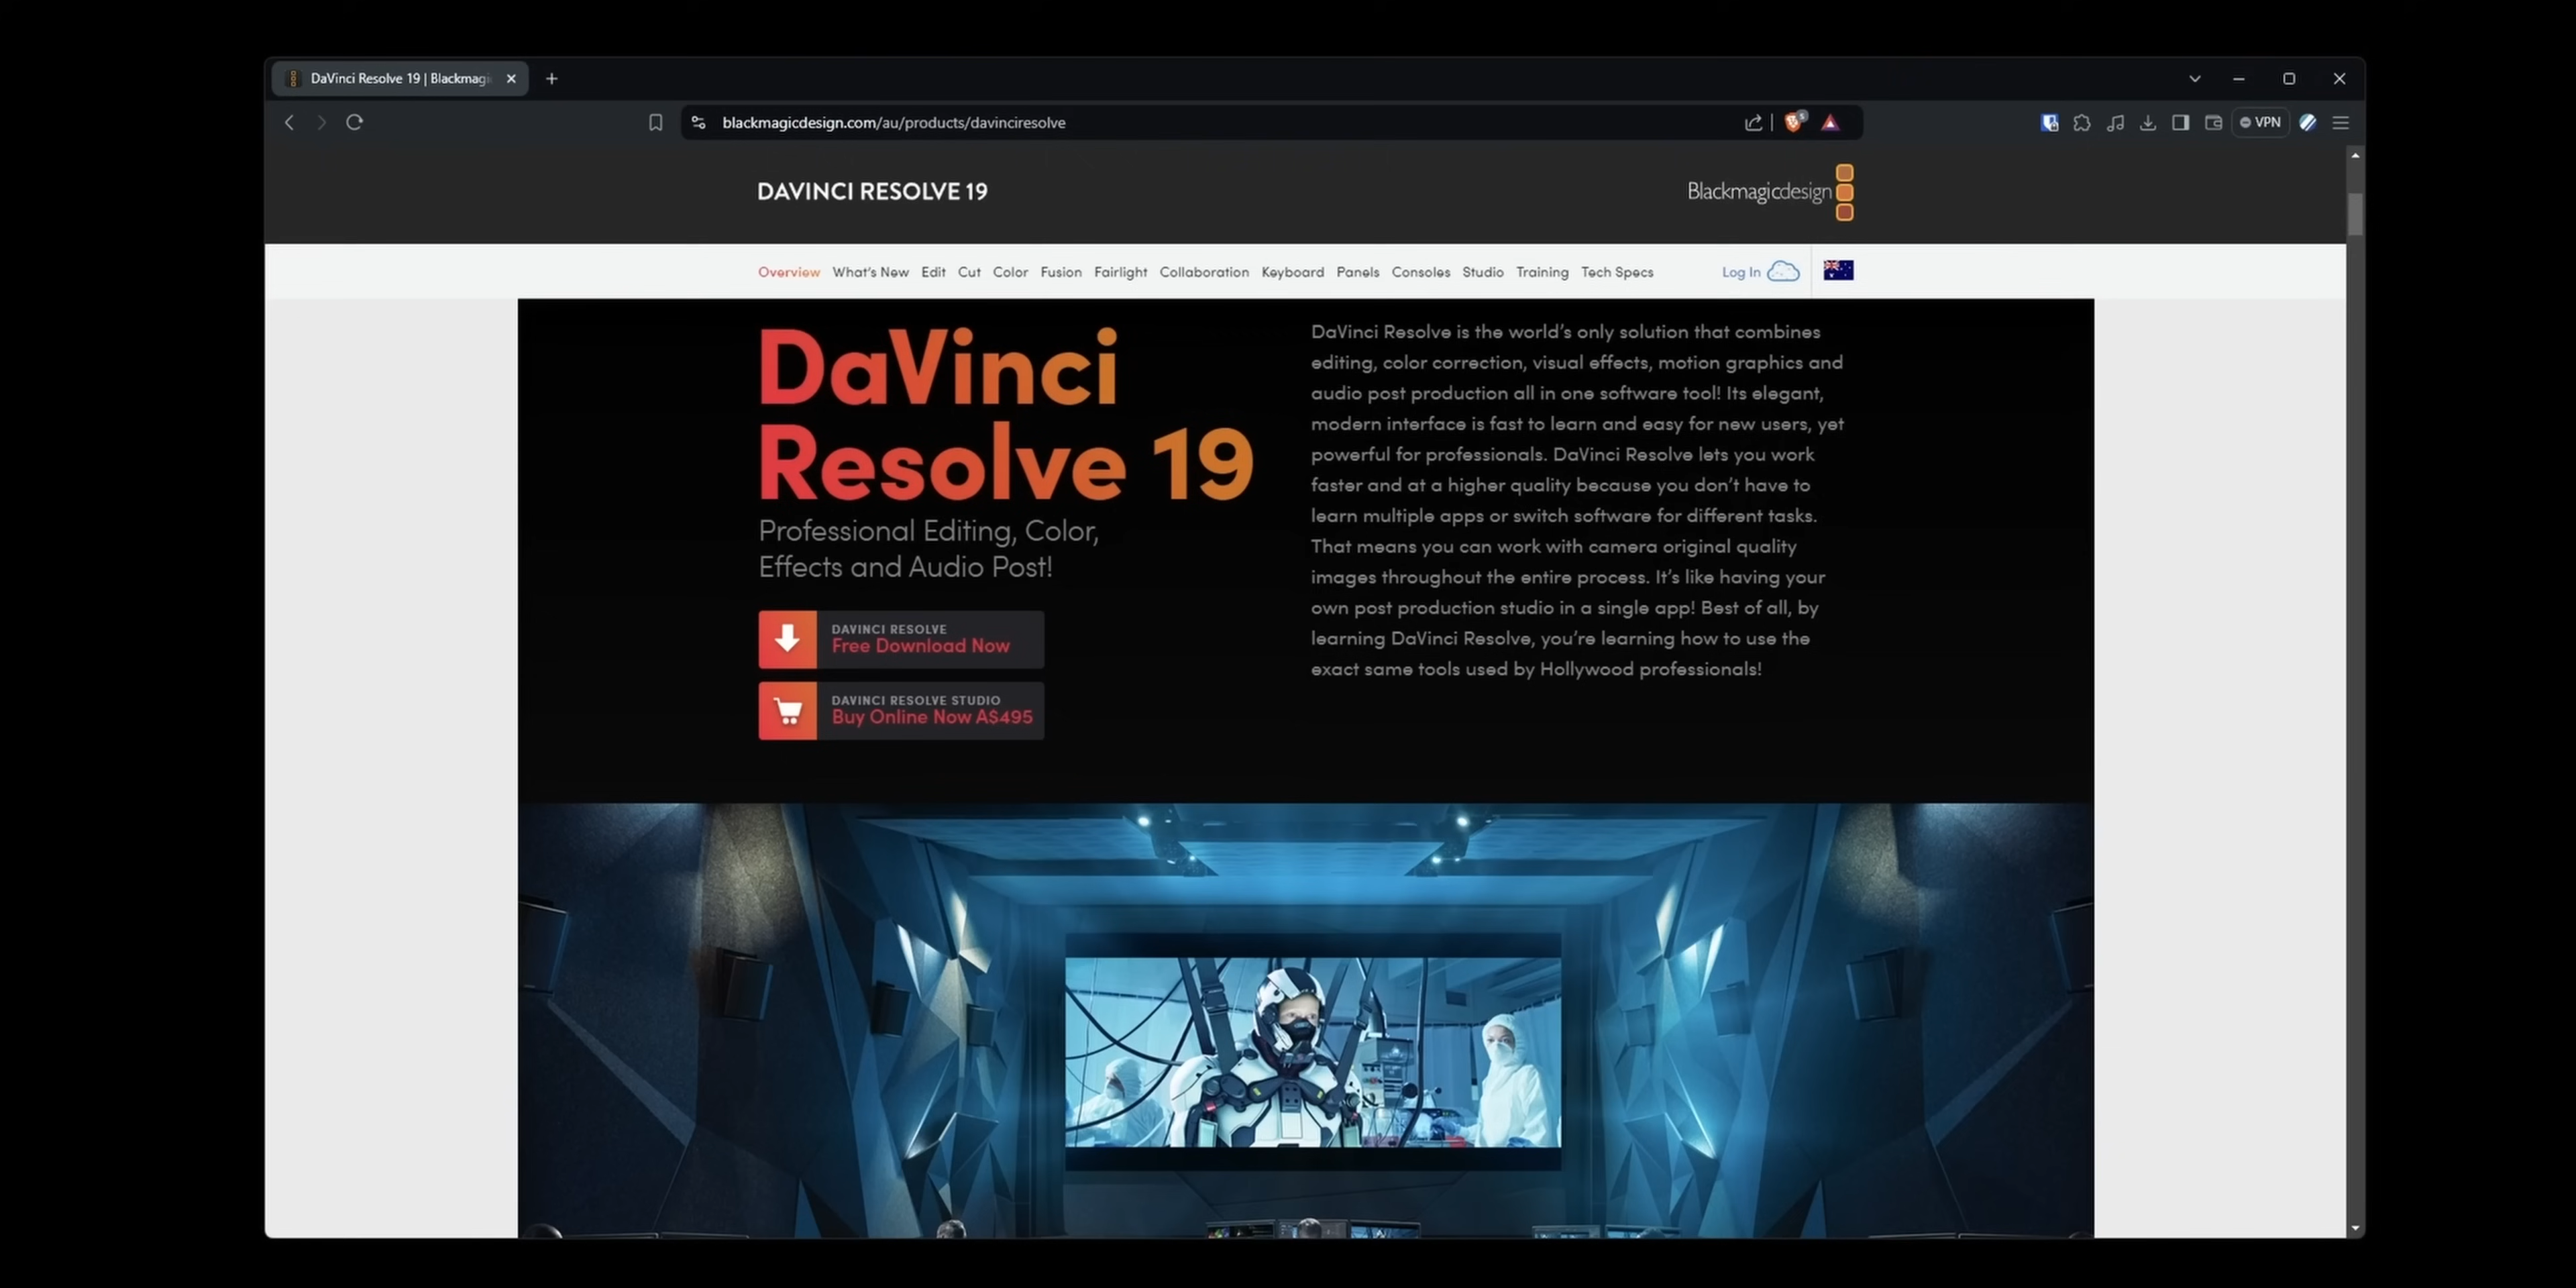 DaVinci Resolve 19 | Blackmagi
blackmagicdesign.com/au/products/davinciresolve
VPN
DAVINCI RESOLVE 19
Blackmagicdesign
Overview What's New Edit Cut Color Fusion Fairlight Collaboration Keyboard Panels Consoles Studio Training Tech Specs Log In
DaVinci
Resolve 19
Professional Editing, Color,
Effects and Audio Post!
DAVINCI RESOLVE
Free Download Now
DAVINCI RESOLVE STUDIO
Buy Online Now A$495
DaVinci Resolve is the world's only solution that combines
editing, color correction, visual effects, motion graphics and
audio post production all in one software tool! Its elegant,
modern interface is fast to learn and easy for new users, yet
powerful for professionals. DaVinci Resolve lets you work
faster and at a higher quality because you don't have to
learn multiple apps or switch software for different tasks.
That means you can work with camera original quality
images throughout the entire process. It's like having your
own post production studio in a single app! Best of all, by
learning DaVinci Resolve, you're learning how to use the
exact same tools used by Hollywood professionals!